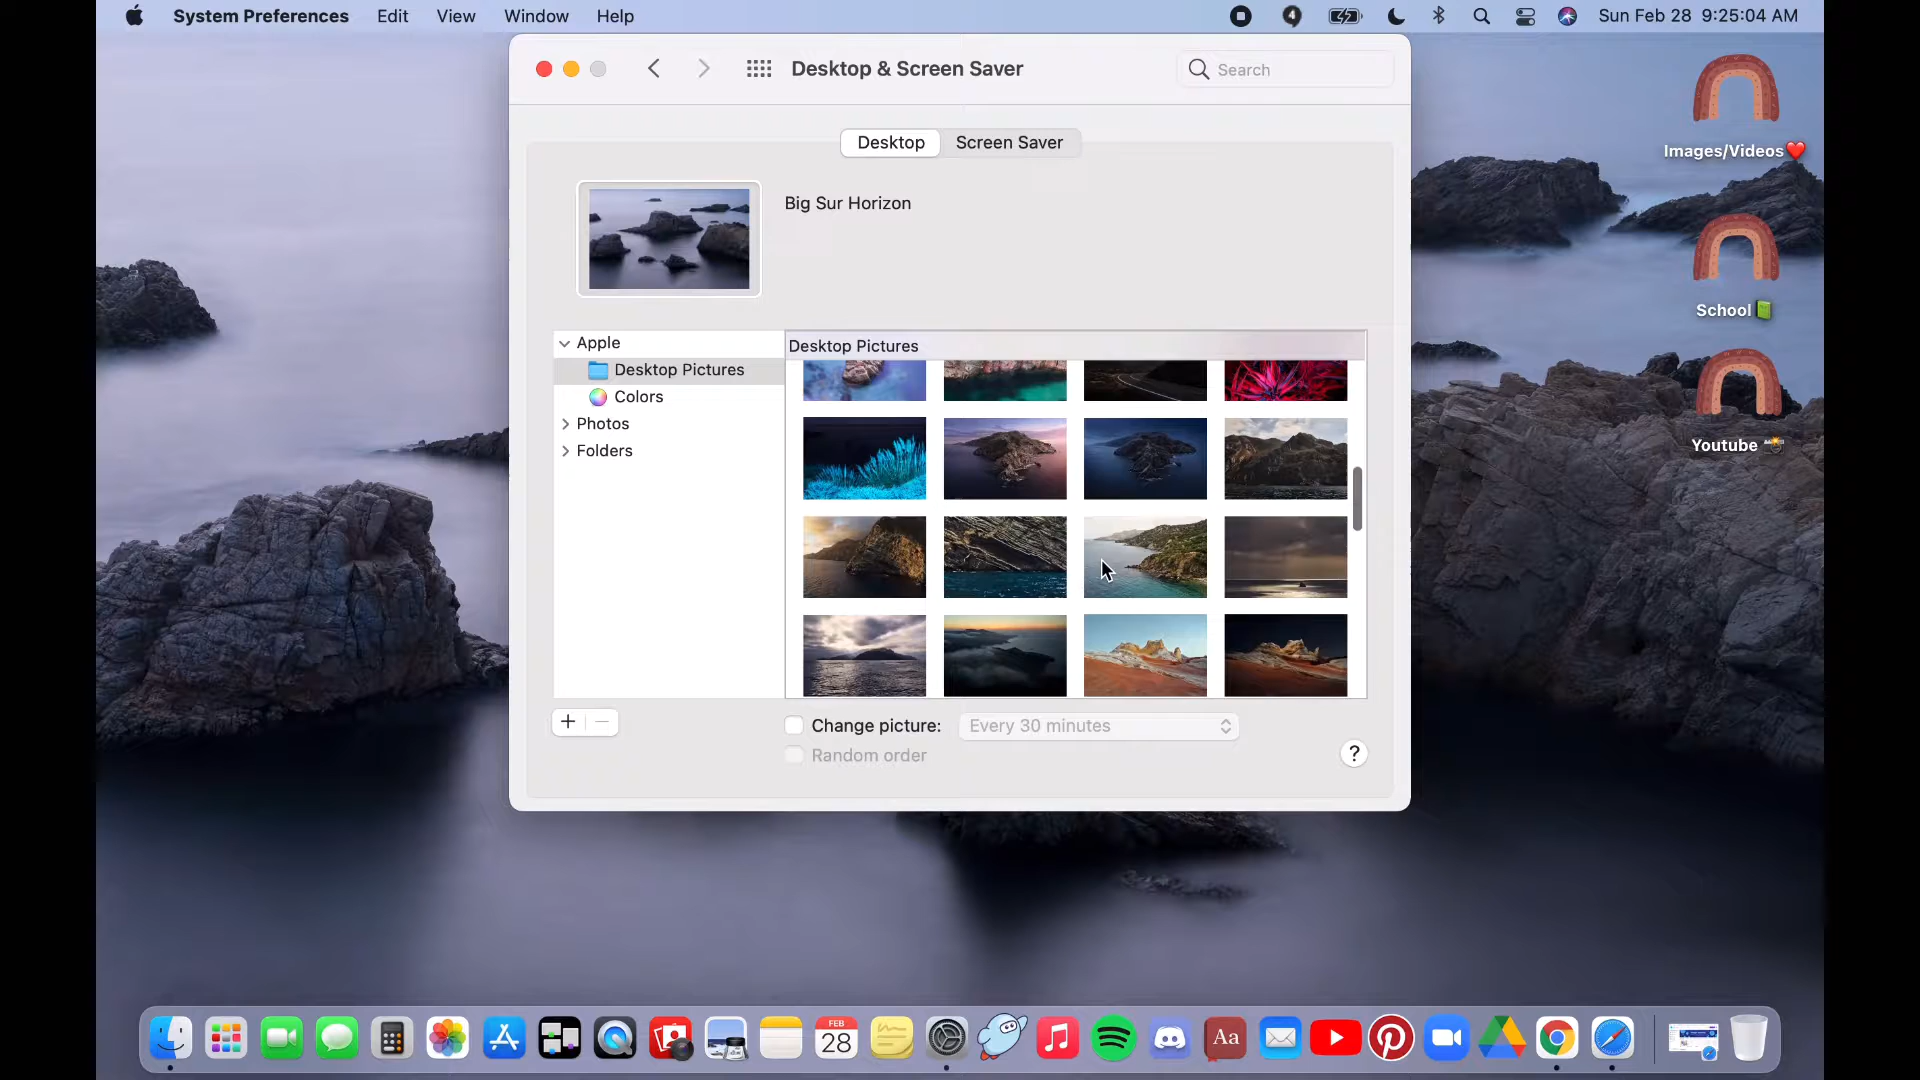 System Preferences Edit View Window Help
4
Sun Feb 28 9:25:04 AM
Desktop & Screen Saver
Search
Desktop Screen Saver
Big Sur Horizon
Apple
Desktop Pictures
Colors
Photos
Folders
Desktop Pictures
Change picture: Every 30 minutes
Random order
?
Images/Videos❤️
School📗
Youtube 📸
FEB
28
Aa